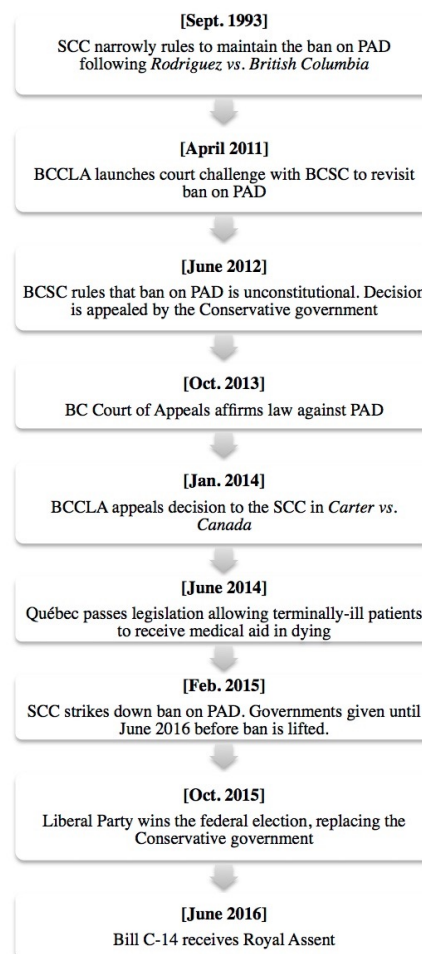 [Sept. 1993]
SCC narrowly rules to maintain the ban on PAD
following Rodriguez vs. British Columbia
[April 2011]
BCCLA launches court challenge with BCSC to revisit
ban on PAD
[June 2012]
BCSC rules that ban on PAD is unconstitutional. Decision
is appealed by the Conservative government
[Oct. 2013]
BC Court of Appeals affirms law against PAD
[Jan. 2014]
BCCLA appeals decision to the SCC in Carter vs.
Canada
[June 2014]
Québec passes legislation allowing terminally-ill patients
to receive medical aid in dying
[Feb. 2015]
SCC strikes down ban on PAD. Governments given until
June 2016 before ban is lifted.
[Oct. 2015]
Liberal Party wins the federal election, replacing the
Conservative government
[June 2016]
Bill C-14 receives Royal Assent